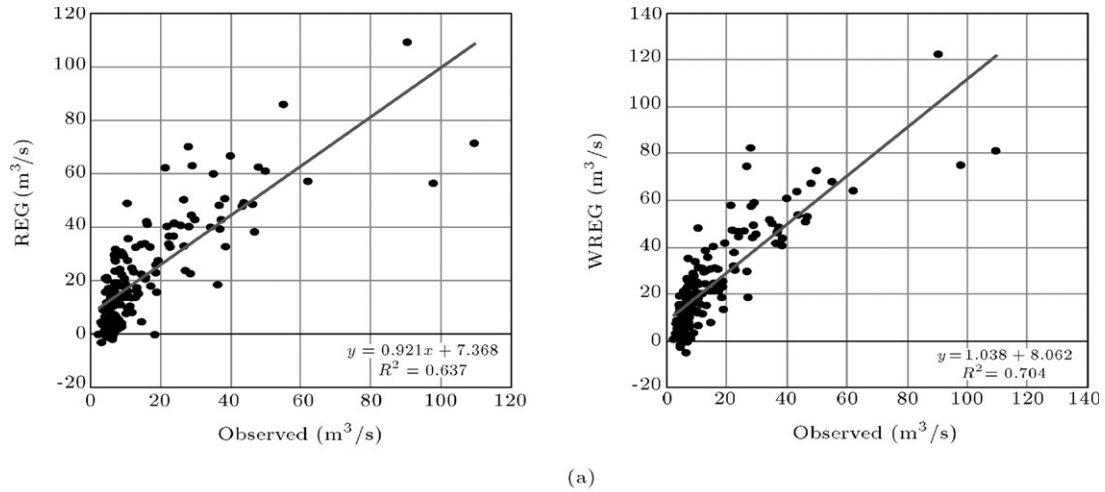 120
100
80
60
40
20
0
-20
REG (m³/s)
y = 0.921x + 7.368
R² = 0.637
0 20 40 60 80 100 120
Observed (m³/s)
140
120
100
80
60
40
20
0
-20
WREG (m³/s)
y = 1.038 + 8.062
R² = 0.704
0 20 40 60 80 100 120 140
Observed (m³/s)
(a)